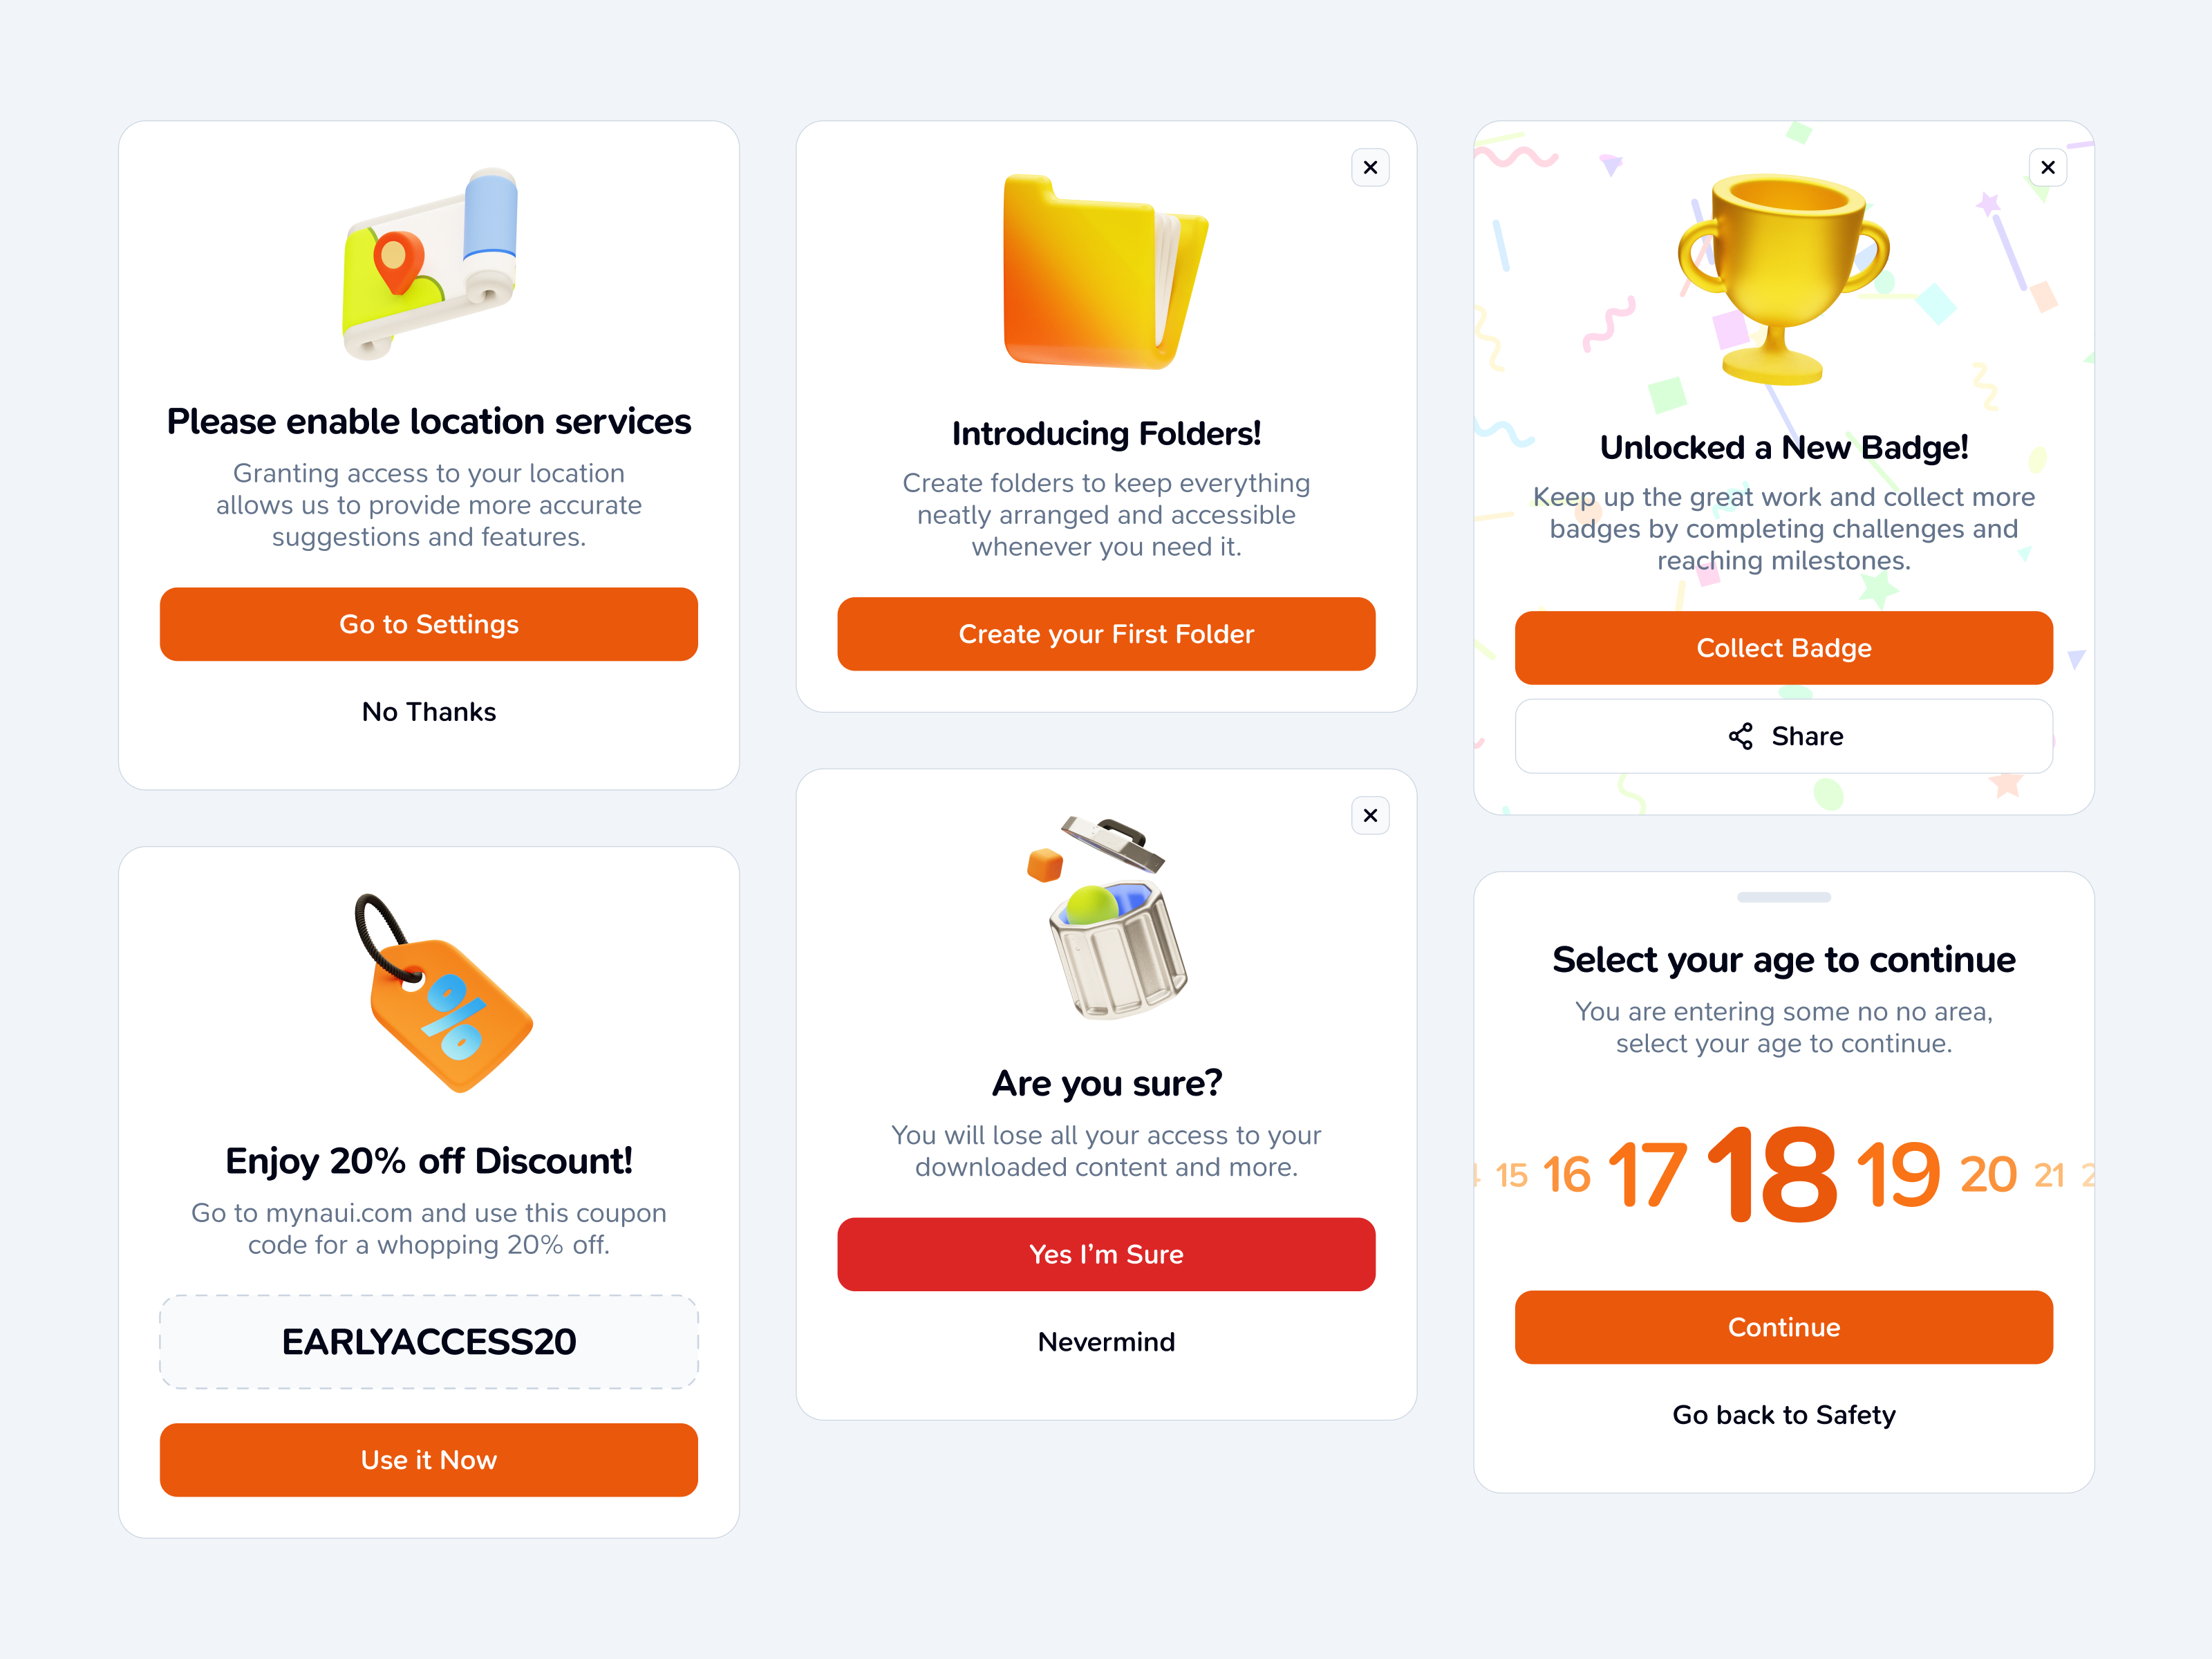 Please enable location services
Granting access to your location
allows us to provide more accurate
suggestions and features.
Go to Settings
No Thanks
Enjoy 20% off Discount!
Go to mynaui.com and use this coupon
code for a whopping 20% off.
EARLYACCESS20
Use it Now
Introducing Folders!
Create folders to keep everything
neatly arranged and accessible
whenever you need it.
Create your First Folder
Are you sure?
You will lose all your access to your
downloaded content and more.
Yes I’m Sure
Nevermind
Unlocked a New Badge!
Keep up the great work and collect more
badges by completing challenges and
reaching milestones.
Collect Badge
Share
Select your age to continue
You are entering some no no area,
select your age to continue.
15 16 17 18 19 20 21
Continue
Go back to Safety